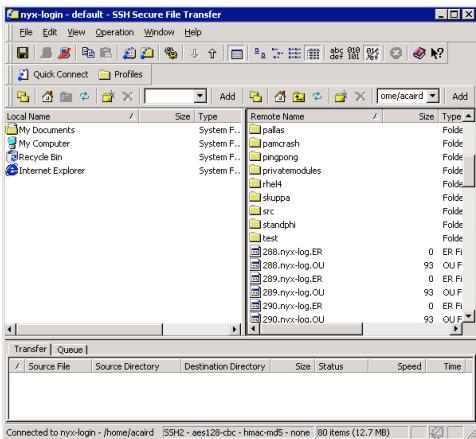 nyx-login - default - SSH Secure File Transfer
File Edit View Operation Window Help
abc def 010 101
Quick Connect Profiles
Add ome/acaird Add
Local Name / Size Type
My Documents System F..
My Computer System F..
Recycle Bin System F..
Internet Explorer System F..
Remote Name / Size Type
pallas Folde
pamcrash Folde
pingpong Folde
privatemodules Folde
rhel4 Folde
skuppa Folde
src Folde
standphi Folde
test Folde
288.nyx-log.ER 0 ER Fi
288.nyx-log.OU 93 OU F
289.nyx-log.ER 0 ER Fi
289.nyx-log.OU 93 OU F
290.nyx-log.ER 0 ER Fi
290.nyx-log.OU 93 OU F
Transfer Queue
/ Source File Source Directory Destination Directory Size Status Speed Time
Connected to nyx-login - /home/acaird SSH2 - aes128-cbc - hmac-md5 - none 80 items (12.7 MB)